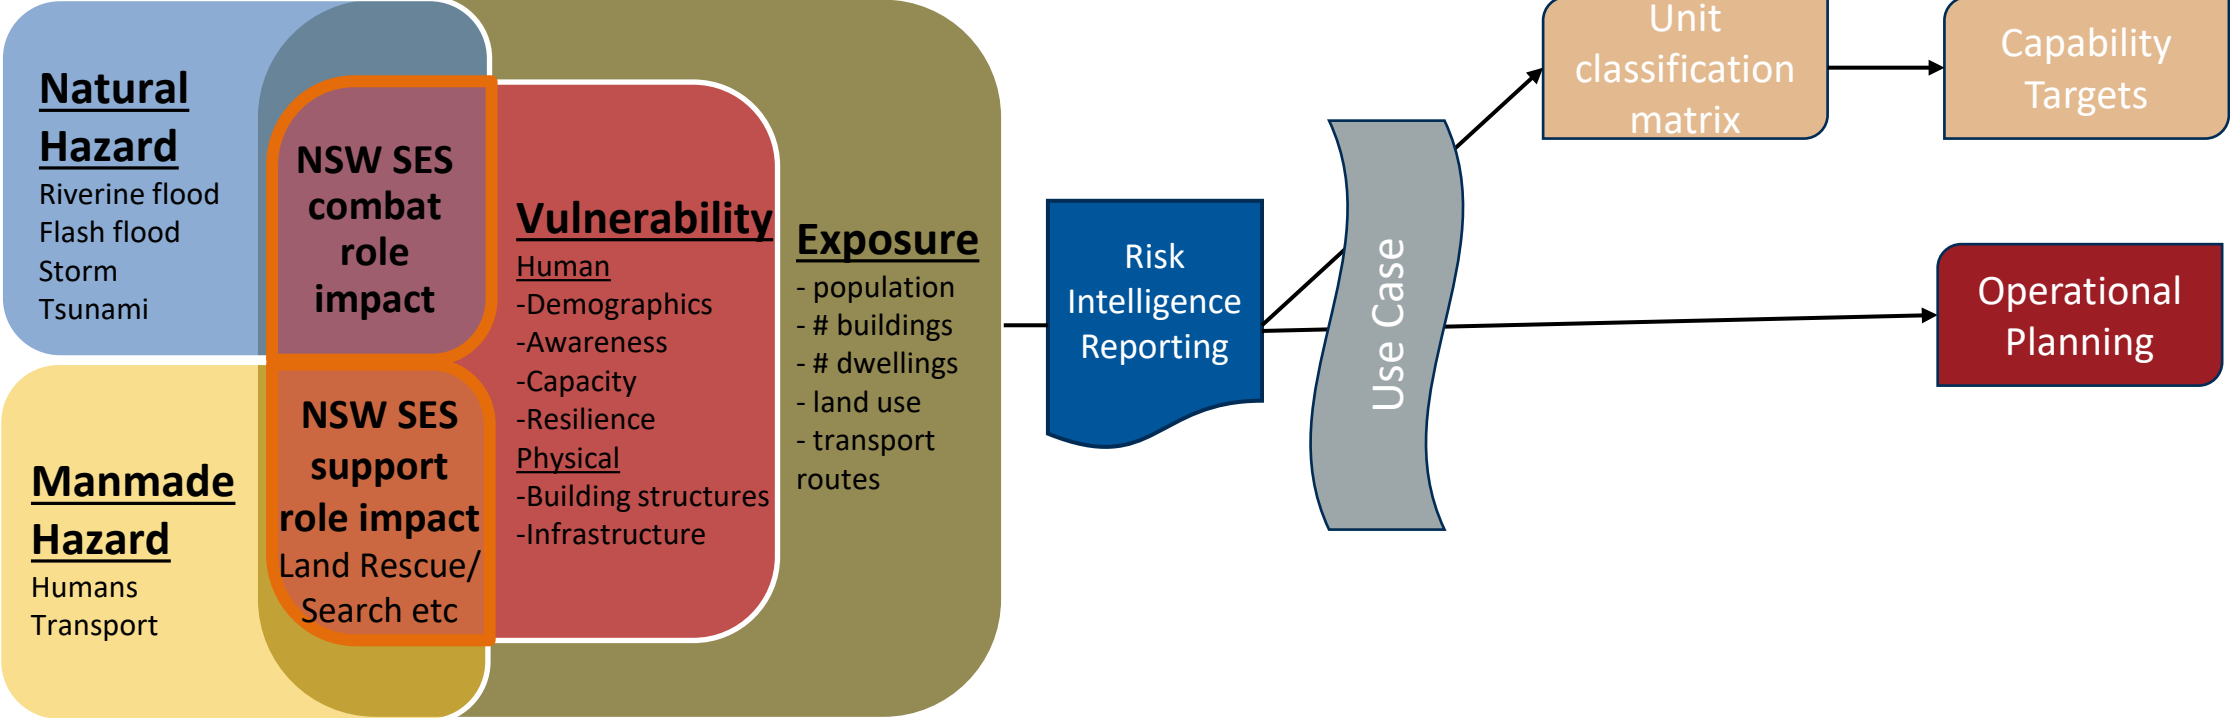 Natural
Hazard
Riverine flood
Flash flood
Storm
Tsunami
Manmade
Hazard
Humans
Transport
NSW SES
combat
role
impact
NSW SES
support
role impact
Land Rescue/
Search etc
Vulnerability
Human
-Demographics
-Awareness
-Capacity
-Resilience
Physical
-Building structures
-Infrastructure
Exposure
- population
- # buildings
- # dwellings
- land use
- transport
routes
Risk
Intelligence
Reporting
Use Case
Unit
classification
matrix
Capability
Targets
Operational
Planning